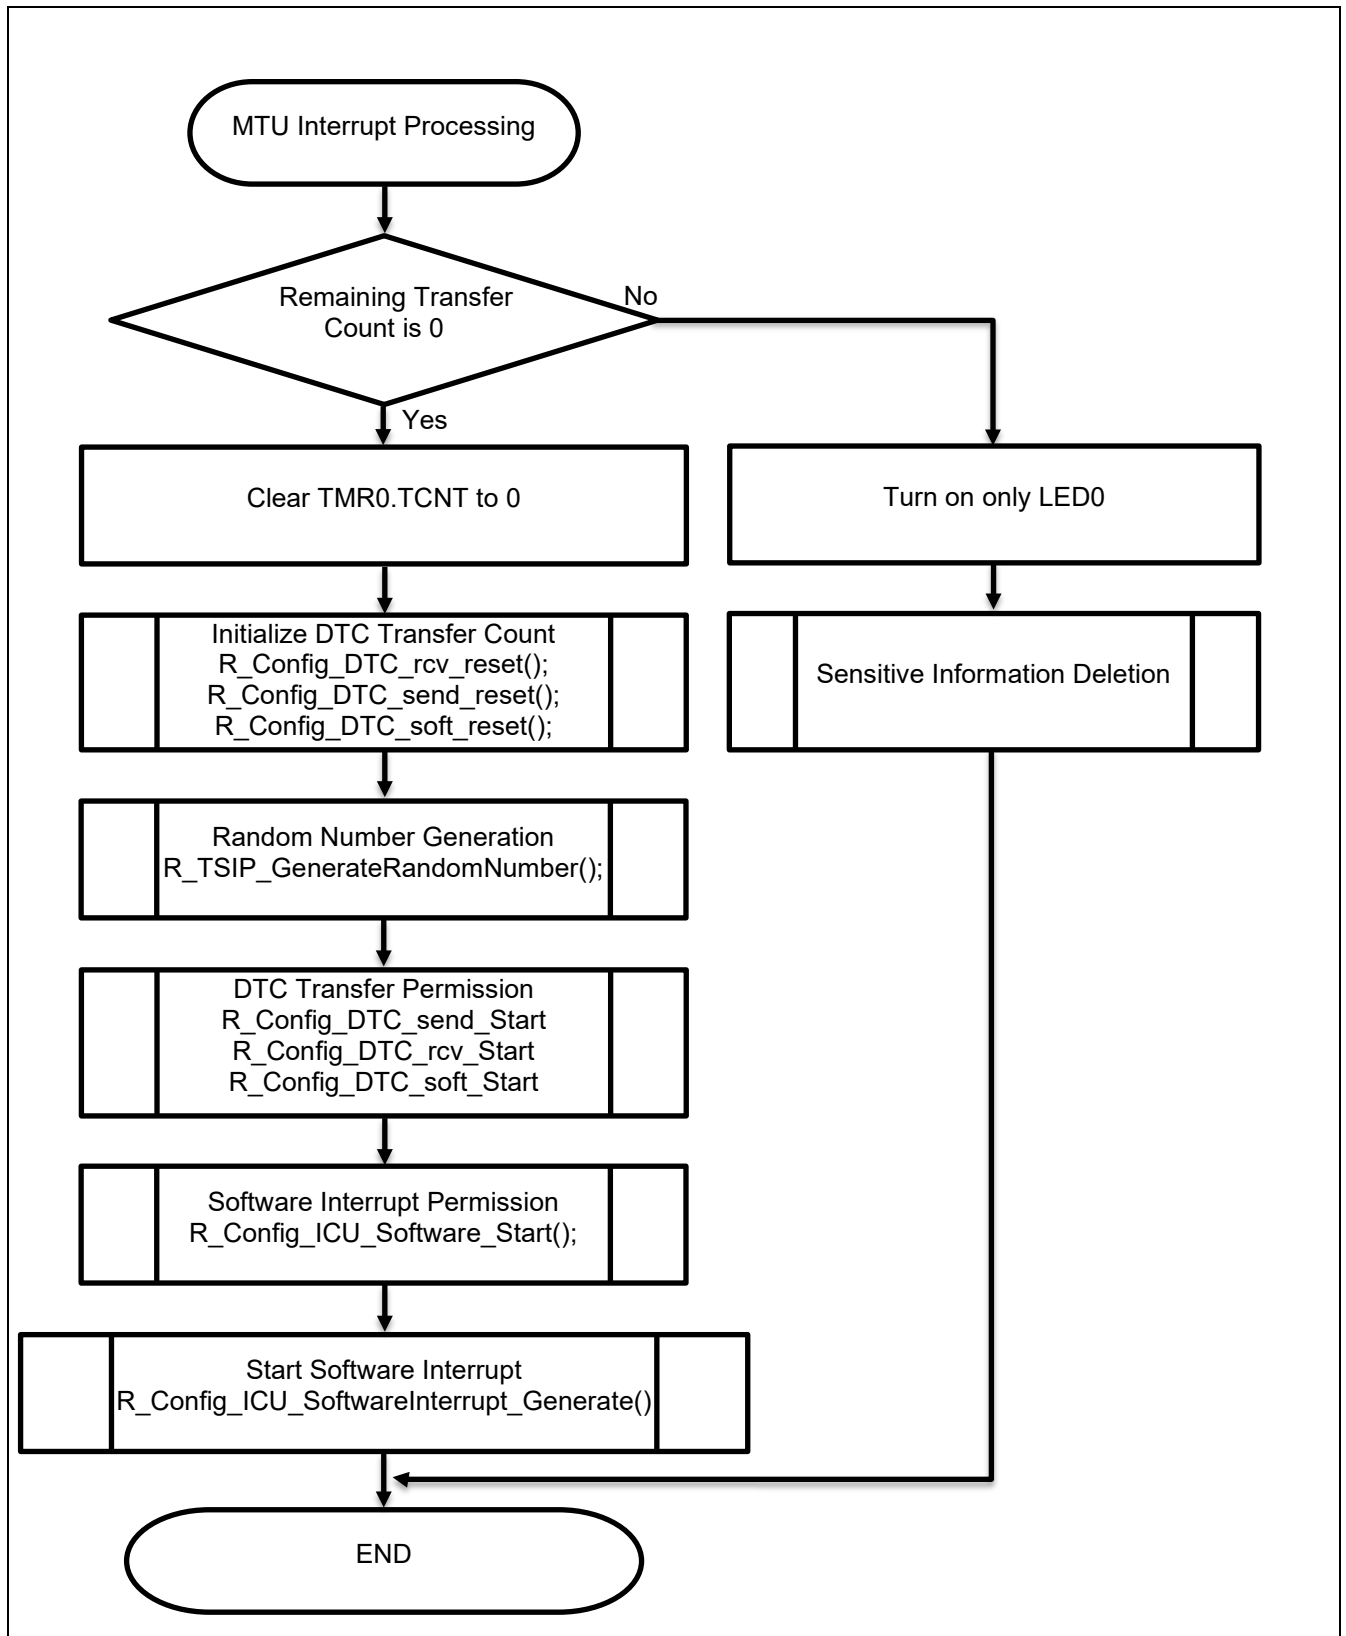 MTU Interrupt Processing
Remaining Transfer
Count is 0
No
Yes
Clear TMR0.TCNT to 0
Turn on only LED0
Initialize DTC Transfer Count
R_Config_DTC_rcv_reset();
R_Config_DTC_send_reset();
R_Config_DTC_soft_reset();
Sensitive Information Deletion
Random Number Generation
R_TSIP_GenerateRandomNumber();
DTC Transfer Permission
R_Config_DTC_send_Start
R_Config_DTC_rcv_Start
R_Config_DTC_soft_Start
Software Interrupt Permission
R_Config_ICU_Software_Start();
Start Software Interrupt
R_Config_ICU_SoftwareInterrupt_Generate()
END